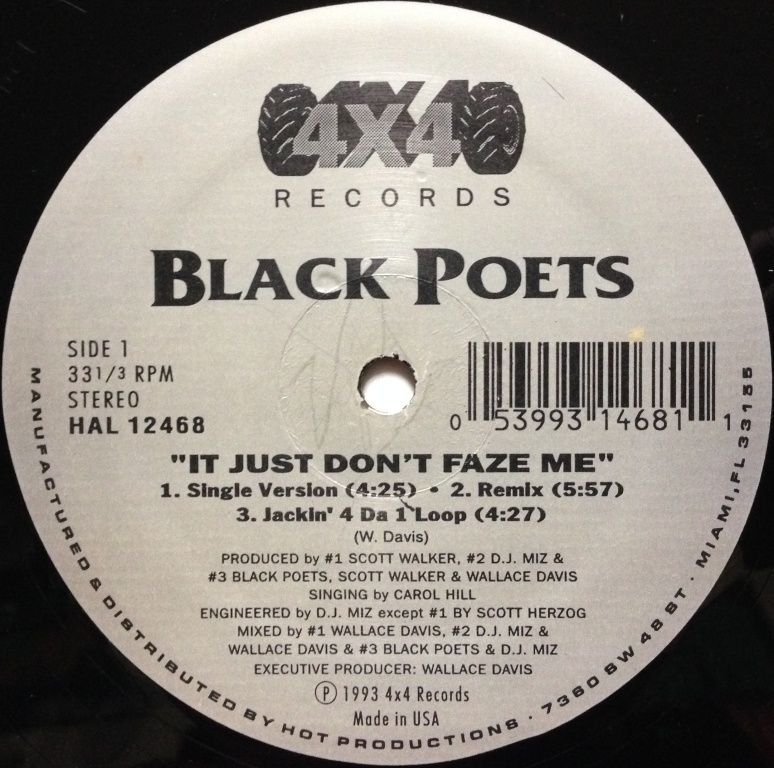 4X4
RECORDS
BLACK POETS
SIDE 1
33 1/3 RPM
STEREO
HAL 12468
0 53993 14681 1
"IT JUST DON'T FAZE ME"
1. Single Version (4:25) • 2. Remix (5:57)
3. Jackin' 4 Da 1 Loop (4:27)
(W. Davis)
PRODUCED by #1 SCOTT WALKER, #2 D.J. MIZ &
#3 BLACK POETS, SCOTT WALKER & WALLACE DAVIS
SINGING by CAROL HILL
ENGINEERED by D.J. MIZ except #1 BY SCOTT HERZOG
MIXED by #1 WALLACE DAVIS, #2 D.J. MIZ &
WALLACE DAVIS & #3 BLACK POETS & D.J. MIZ
EXECUTIVE PRODUCER: WALLACE DAVIS
Ⓟ 1993 4x4 Records
Made in USA
MANUFACTURED & DISTRIBUTED BY HOT PRODUCTIONS · 7360 SW 48 ST · MIAMI, FL 33155